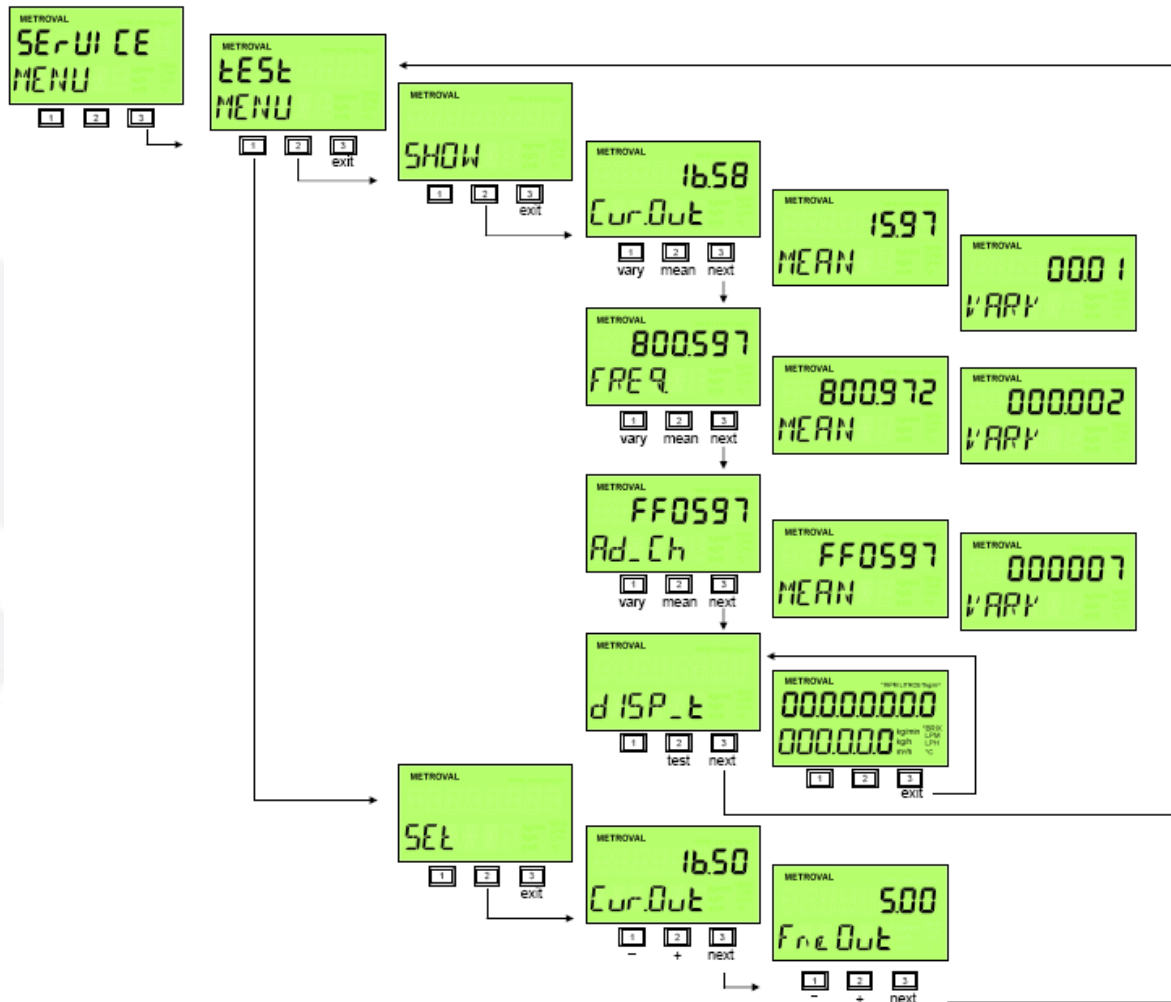 METROVAL
SErUICE
MENU
1 2 3
METROVAL
tESt
MENU
1 2 3
exit
METROVAL
SHOW
1 2 3
exit
METROVAL
16.58
Cur.Out
1 2 3
vary mean next
METROVAL
15.97
MEAN
METROVAL
00.01
VARY
METROVAL
800.597
FREQ.
1 2 3
vary mean next
METROVAL
800.972
MEAN
METROVAL
000.002
VARY
METROVAL
FF0597
Ad_Ch
1 2 3
vary mean next
METROVAL
FF0597
MEAN
METROVAL
000007
VARY
METROVAL
dISP_t
1 2 3
test next
METROVAL
0.0.0.0.0.0.0.0
0.0.0.0.0.0
kg/min °BRIX
LPM
kg/h LPH
°C
1 2 3
exit
METROVAL
SEt
1 2 3
exit
METROVAL
16.50
Cur.Out
1 2 3
- + next
METROVAL
5.00
FreOut
1 2 3
- + next